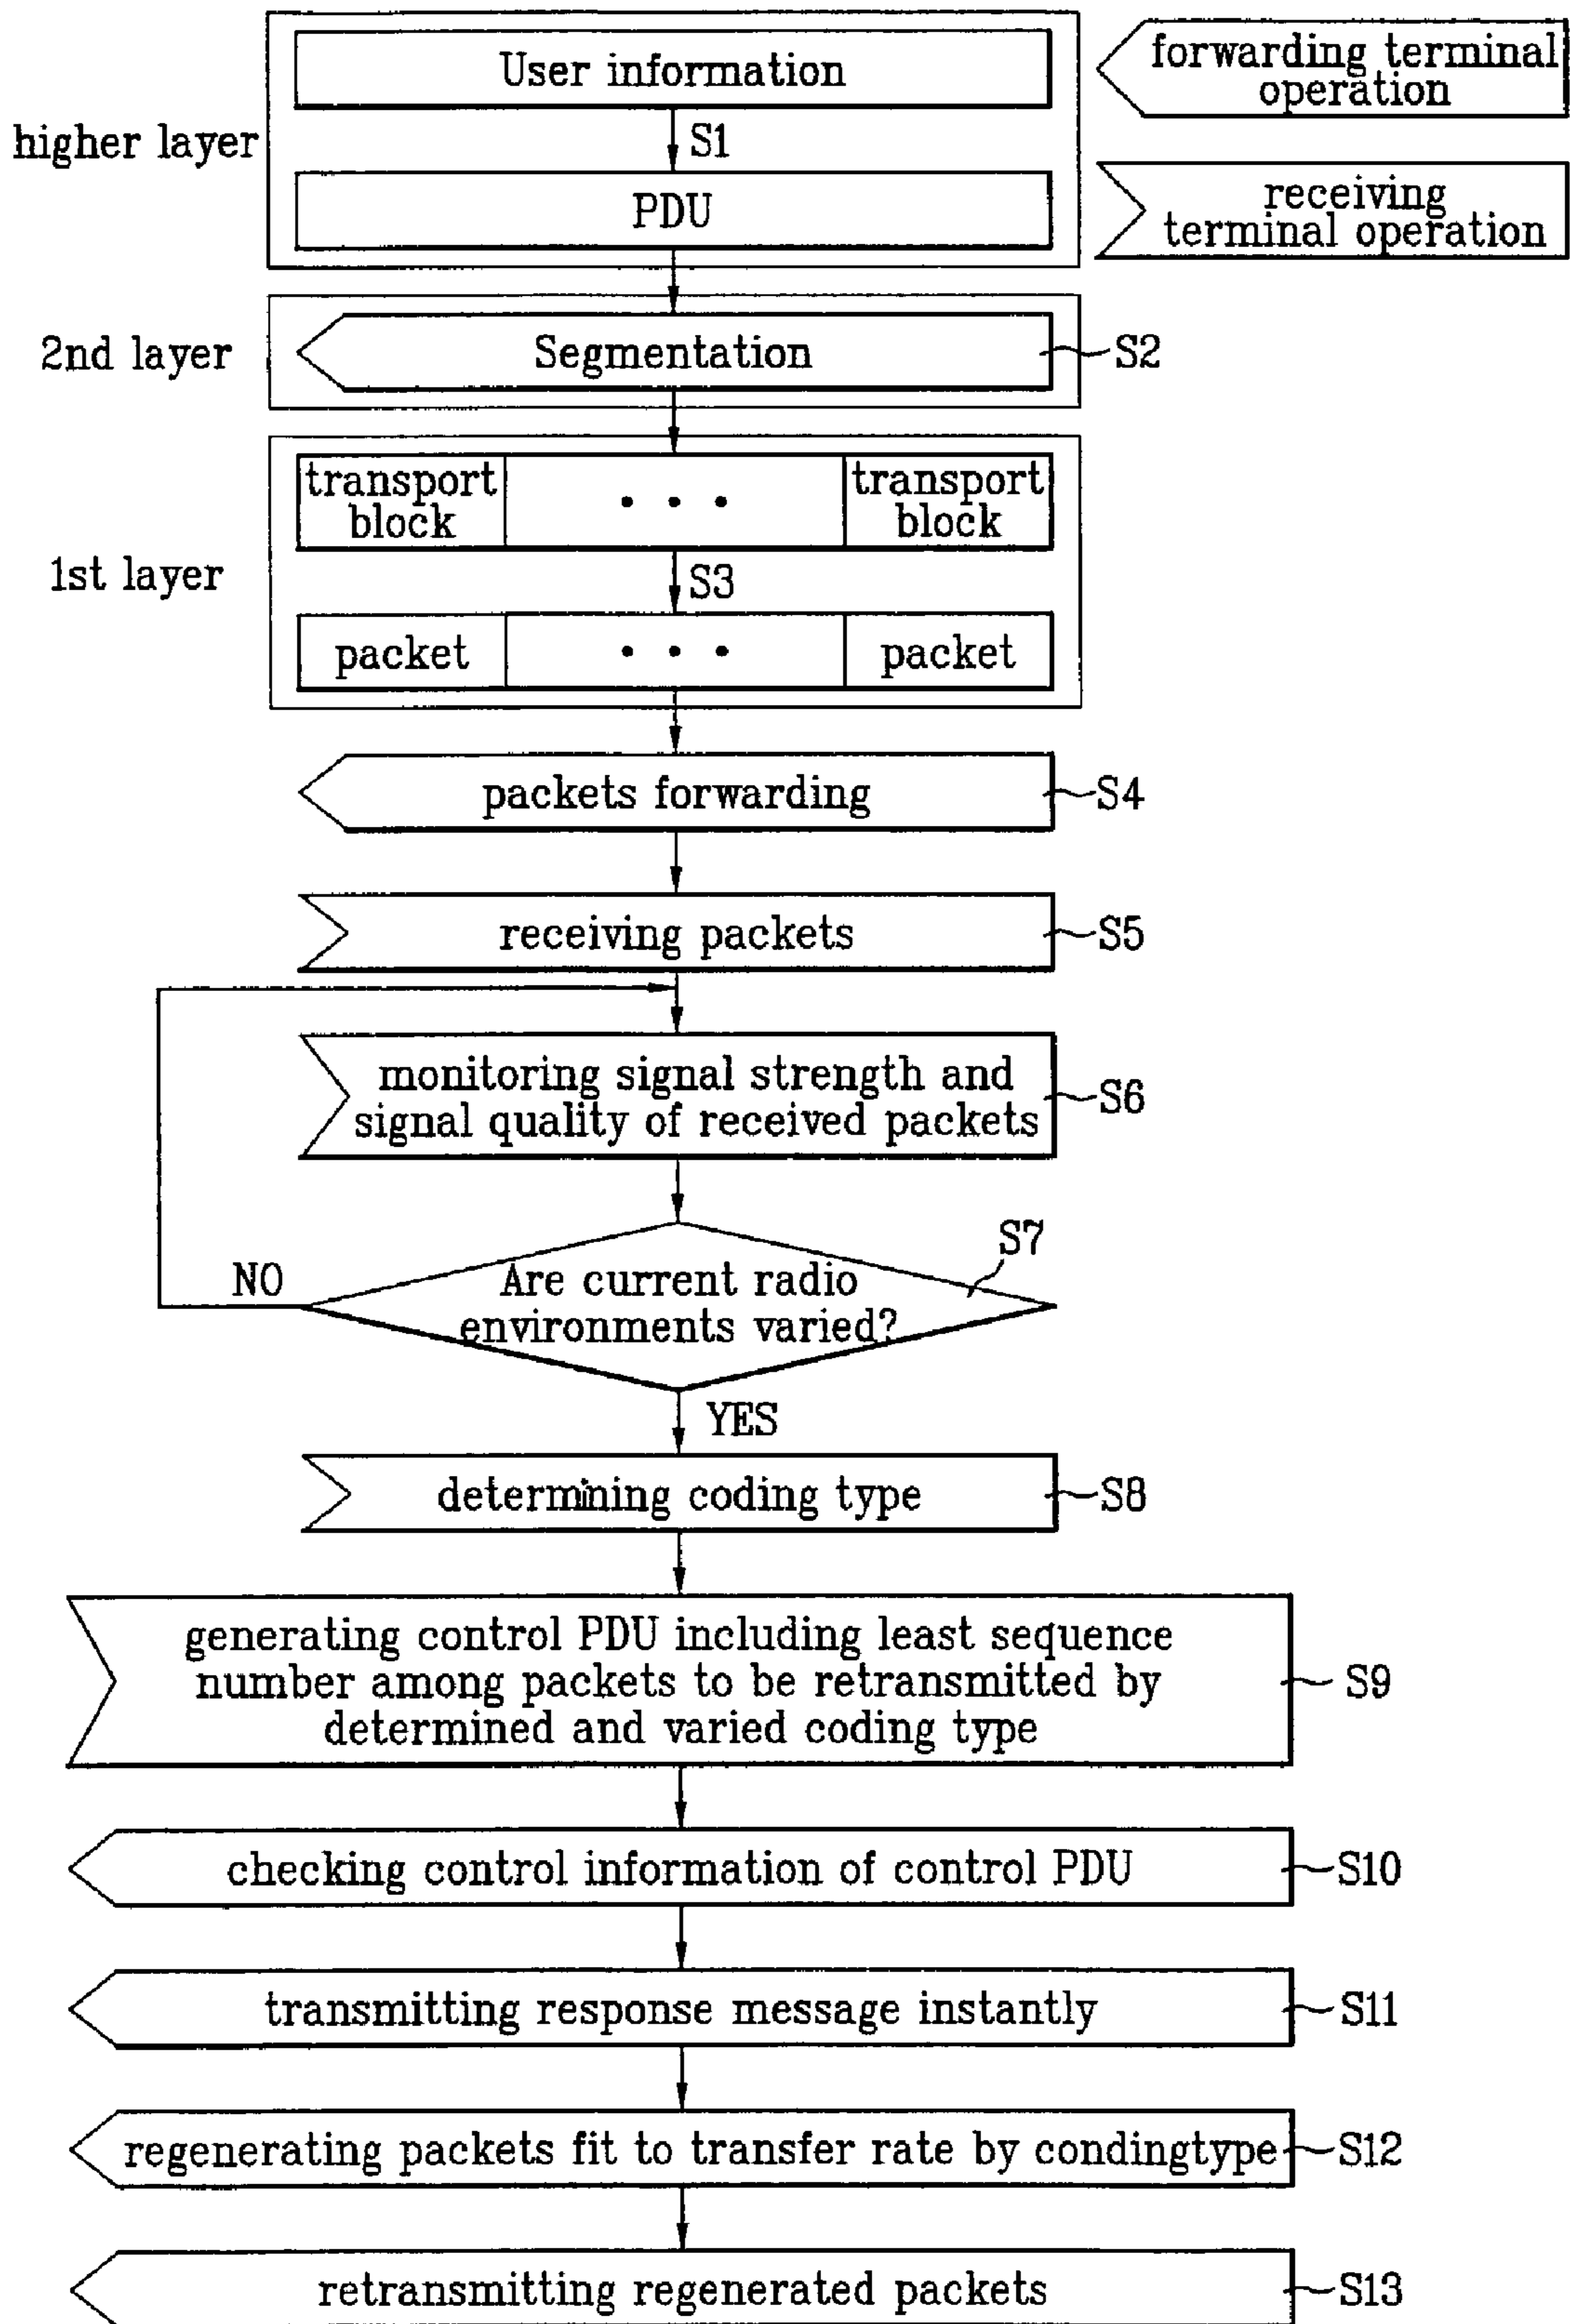 User information
forwarding terminal
operation
higher layer
S1
PDU
receiving
terminal operation
2nd layer
Segmentation
S2
transport
block
• • •
transport
block
1st layer
S3
packet
• • •
packet
packets forwarding
S4
receiving packets
S5
monitoring signal strength and
signal quality of received packets
S6
S7
NO
Are current radio
environments varied?
YES
determining coding type
S8
generating control PDU including least sequence
number among packets to be retransmitted by
determined and varied coding type
S9
checking control information of control PDU
S10
transmitting response message instantly
S11
regenerating packets fit to transfer rate by condingtype
S12
retransmitting regenerated packets
S13